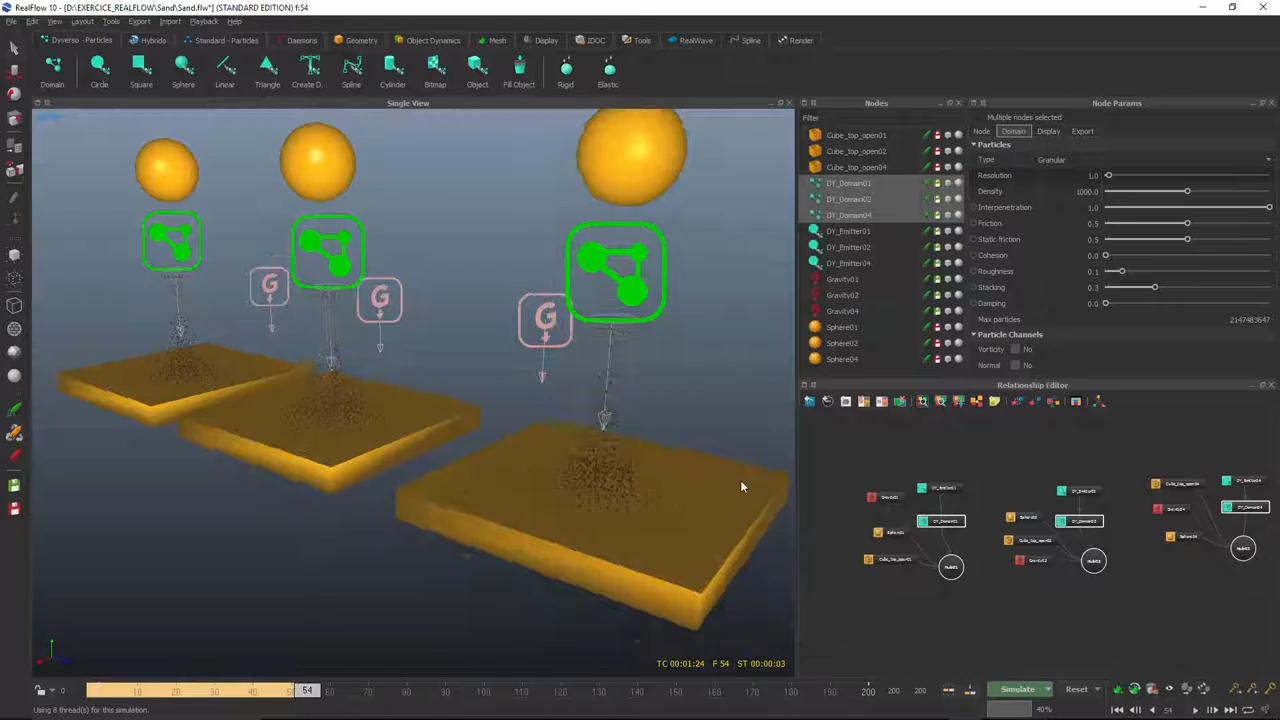 RealFlow 10 - [D:\EXERCICE_REALFLOW\Sand\Sand.flw*] (STANDARD EDITION) f:54
File Edit View Layout Tools Export Import Playback Help
Dyverso - Particles Hybrido Standard - Particles Daemons Geometry Object Dynamics Mesh Display IDOC Tools RealWave Spline Render
Domain Circle Square Sphere Linear Triangle Create D... Spline Cylinder Bitmap Object Fill Object Rigid Elastic
Single View
Nodes
Filter
Cube_top_open01
Cube_top_open02
Cube_top_open04
DY_Domain01
DY_Domain02
DY_Domain04
DY_Emitter01
DY_Emitter02
DY_Emitter04
Gravity01
Gravity02
Gravity04
Sphere01
Sphere02
Sphere04
Node Params
Multiple nodes selected
Node Domain Display Export
Particles
Type Granular
Resolution 1.0
Density 1000.0
Interpenetration 1.0
Friction 0.5
Static friction 0.5
Cohesion 0.0
Roughness 0.1
Stacking 0.3
Damping 0.0
Max particles 2147483647
Particle Channels
Vorticity No
Normal No
G G G
Relationship Editor
TC 00:01:24 F 54 ST 00:00:03
0 10 20 30 40 54 60 70 80 90 100 110 120 130 140 150 160 170 180 190 200 200 200
Simulate Reset
Using 8 thread(s) for this simulation.
40%
54